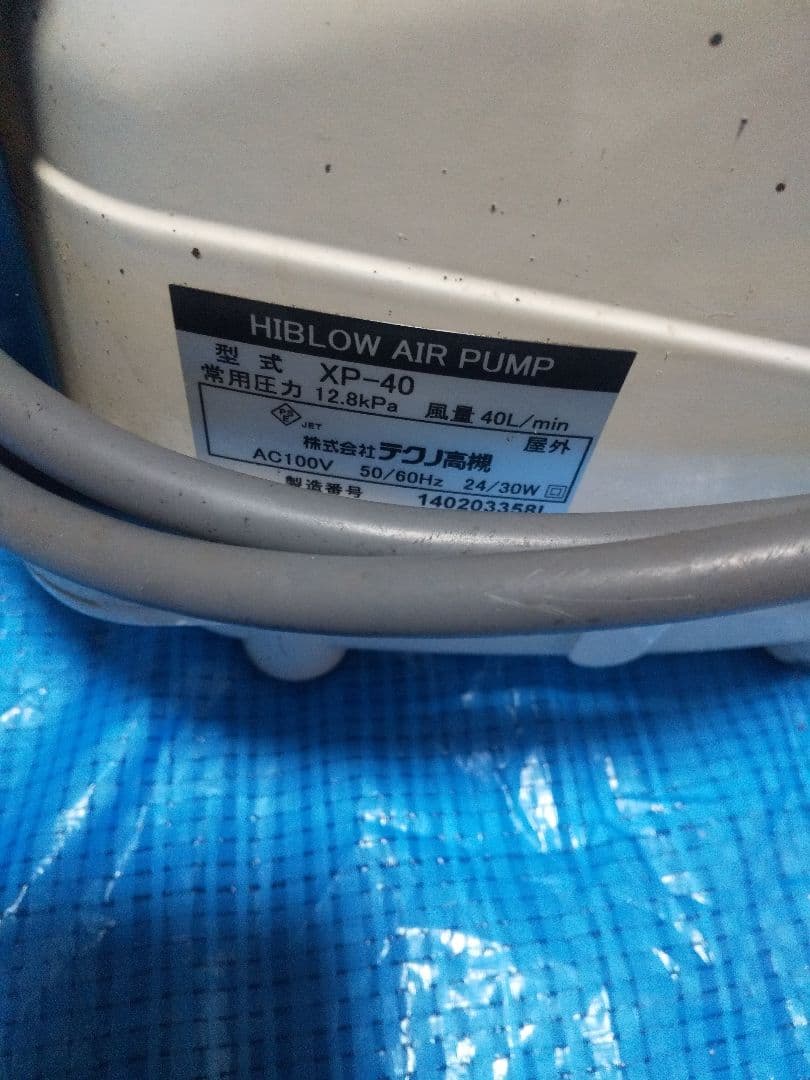 HIBLOW AIR PUMP
型式 XP-40
常用圧力 12.8kPa 風量 40L/min
PSE JET 屋外
株式会社テクノ高槻
AC100V 50/60Hz 24/30W
製造番号 140203358